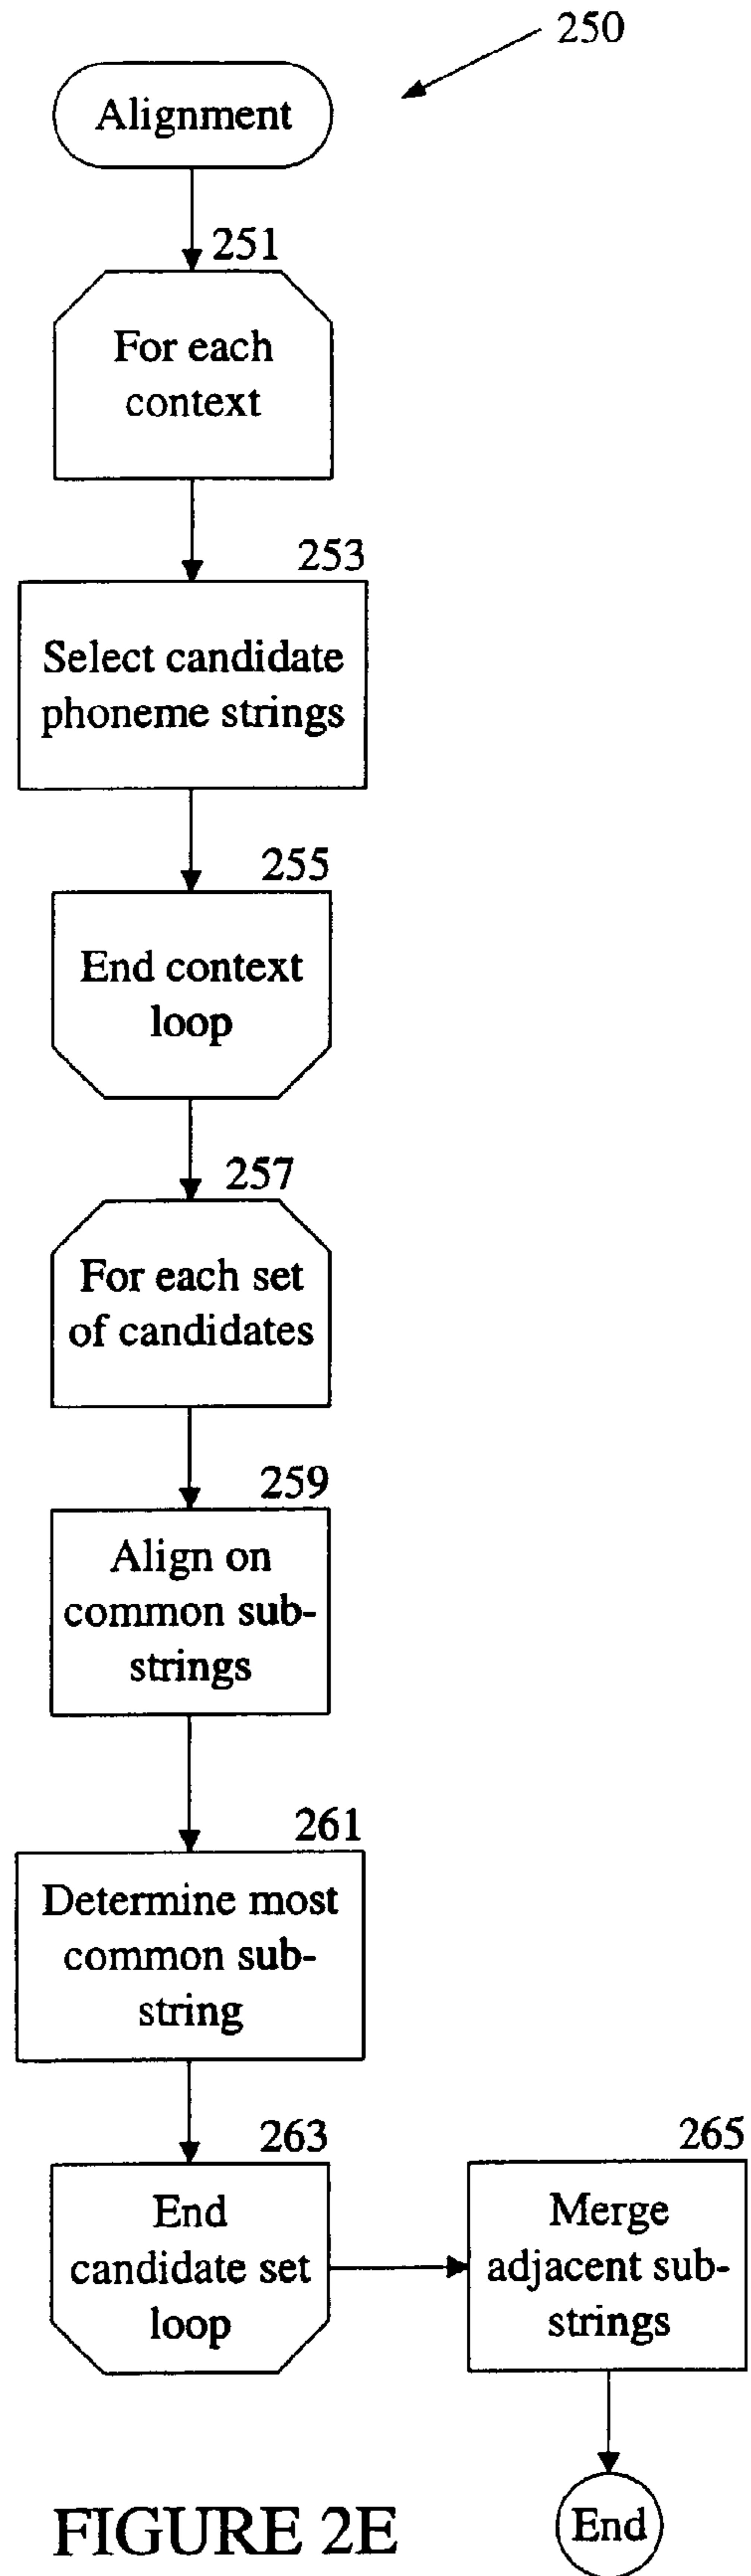 250
Alignment
251
For each
context
253
Select candidate
phoneme strings
255
End context
loop
257
For each set
of candidates
259
Align on
common sub-
strings
261
Determine most
common sub-
string
263
End
candidate set
loop
265
Merge
adjacent sub-
strings
End
FIGURE 2E